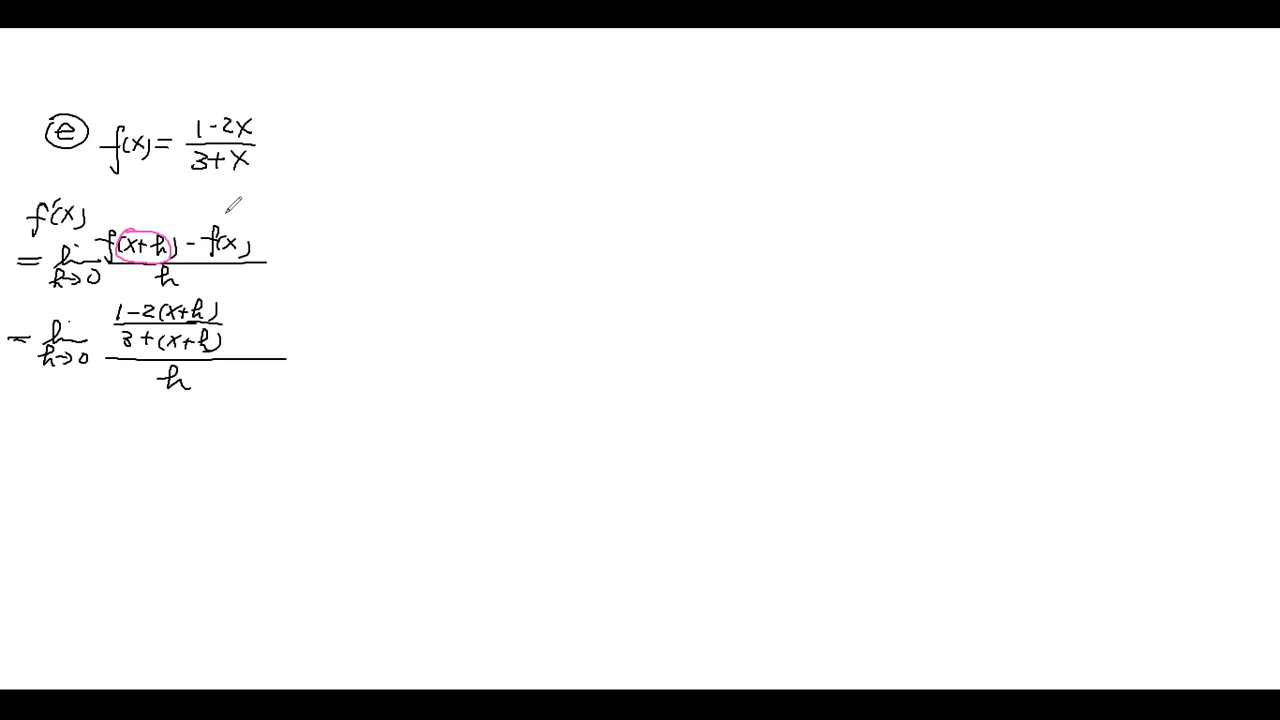 ⓔ f(x) = (1-2x)/(3+x)
f'(x)
= lim h→0 (f(x+h) - f(x))/h
= lim h→0 ((1-2(x+h))/(3+(x+h)))/h